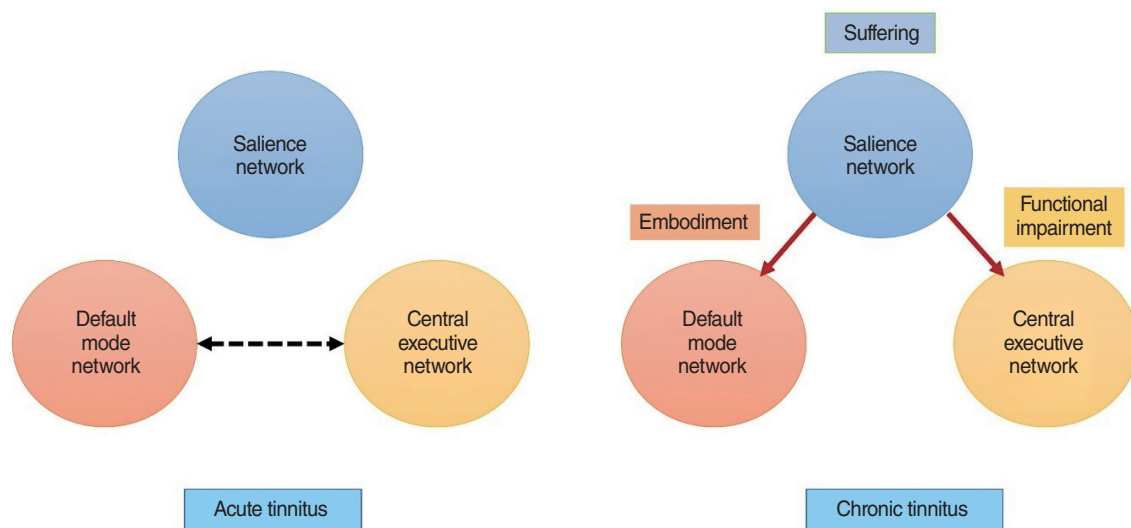 Salience
network
Default
mode
network
Central
executive
network
Acute tinnitus
Suffering
Salience
network
Embodiment
Functional
impairment
Default
mode
network
Central
executive
network
Chronic tinnitus